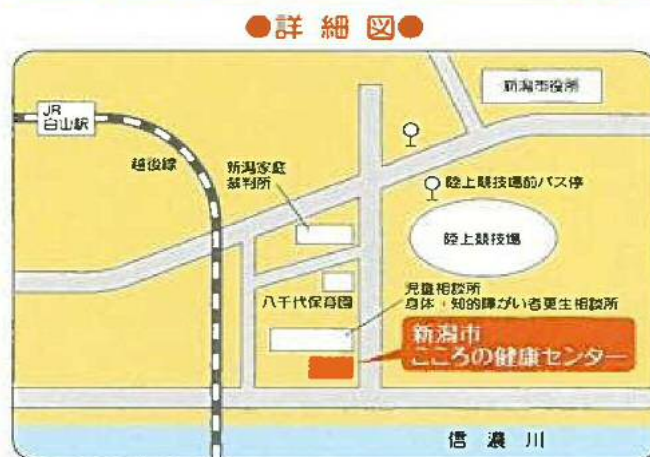 ●詳細図●
新潟市役所
JR
白山駅
越後線
新潟家庭
裁判所
陸上競技場前バス停
陸上競技場
八千代保育園
児童相談所
身体・知的障がい者更生相談所
新潟市
こころの健康センター
信濃川